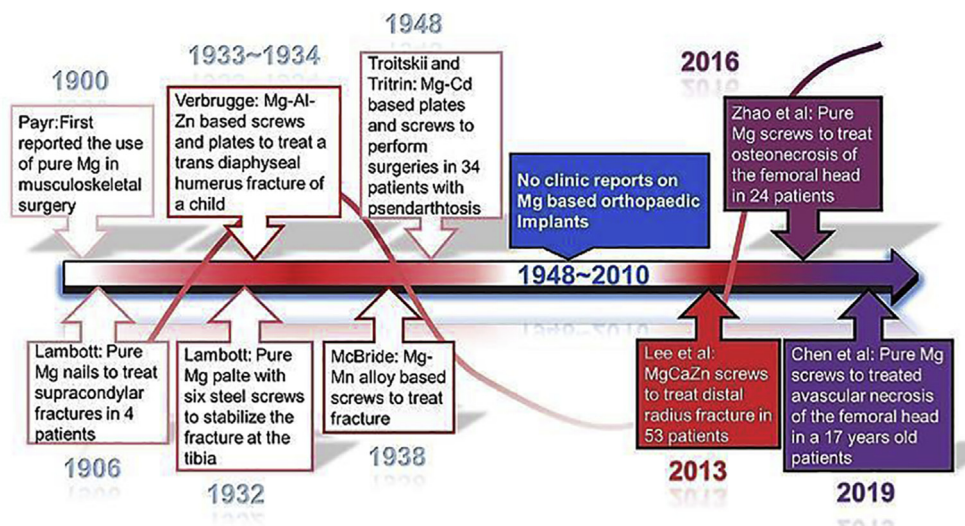 1900
Payr:First
reported the use
of pure Mg in
musculoskeletal
surgery
1933~1934
Verbrugge: Mg-Al-
Zn based screws
and plates to treat a
trans diaphyseal
humerus fracture of
a child
1948
Troitskii and
Tritrin: Mg-Cd
based plates
and screws to
perform
surgeries in 34
patients with
psendarthtosis
No clinic reports on
Mg based orthopaedic
Implants
2016
Zhao et al: Pure
Mg screws to treat
osteonecrosis of
the femoral head
in 24 patients
1948~2010
Lambott: Pure
Mg nails to treat
supracondylar
fractures in 4
patients
1906
Lambott: Pure
Mg palte with
six steel screws
to stabilize the
fracture at the
tibia
1932
McBride: Mg-
Mn alloy based
screws to treat
fracture
1938
Lee et al: MgCaZn screws
to treat distal
radius fracture in
53 patients
2013
Chen et al: Pure Mg
screws to treated
avascular necrosis
of the femoral head
in a 17 years old
patients
2019